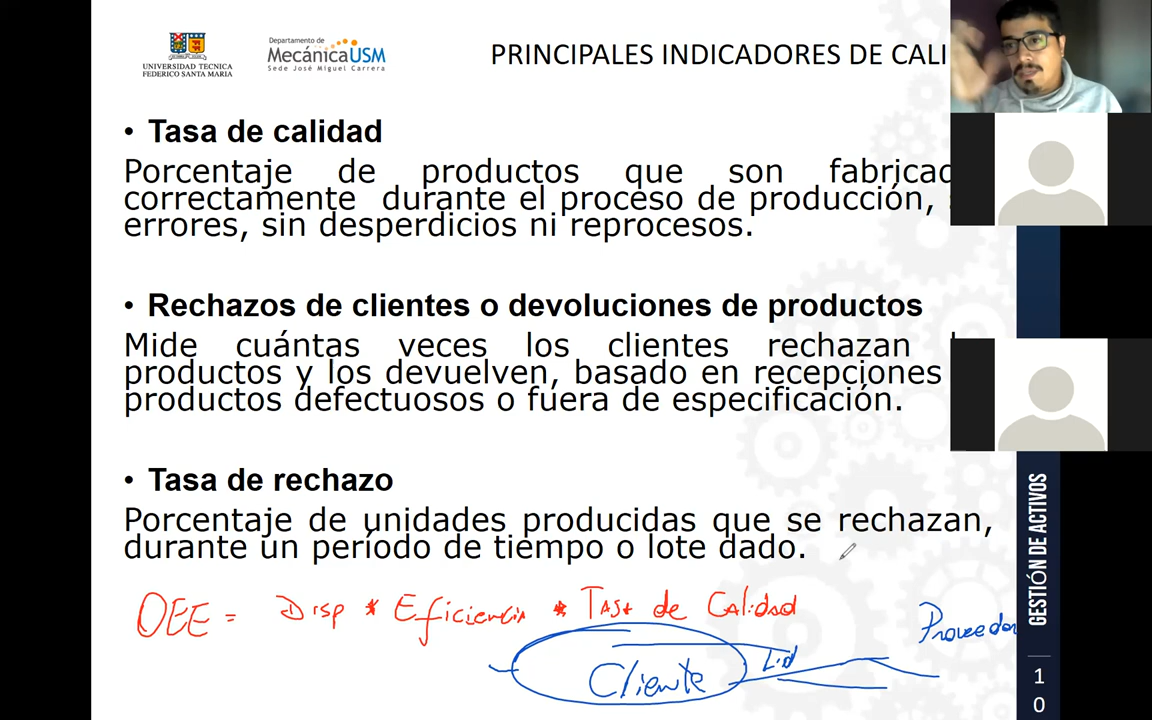 UNIVERSIDAD TECNICA
FEDERICO SANTA MARIA
Departamento de
MecánicaUSM
Sede José Miguel Carrera
PRINCIPALES INDICADORES DE CALI
• Tasa de calidad
Porcentaje de productos que son fabricad
correctamente durante el proceso de producción,
errores, sin desperdicios ni reprocesos.
• Rechazos de clientes o devoluciones de productos
Mide cuántas veces los clientes rechazan
productos y los devuelven, basado en recepciones
productos defectuosos o fuera de especificación.
• Tasa de rechazo
Porcentaje de unidades producidas que se rechazan,
durante un período de tiempo o lote dado.
OEE = Disp * Eficiencia * Tasa de Calidad
Proveedor
Cliente
GESTIÓN DE ACTIVOS
1
0